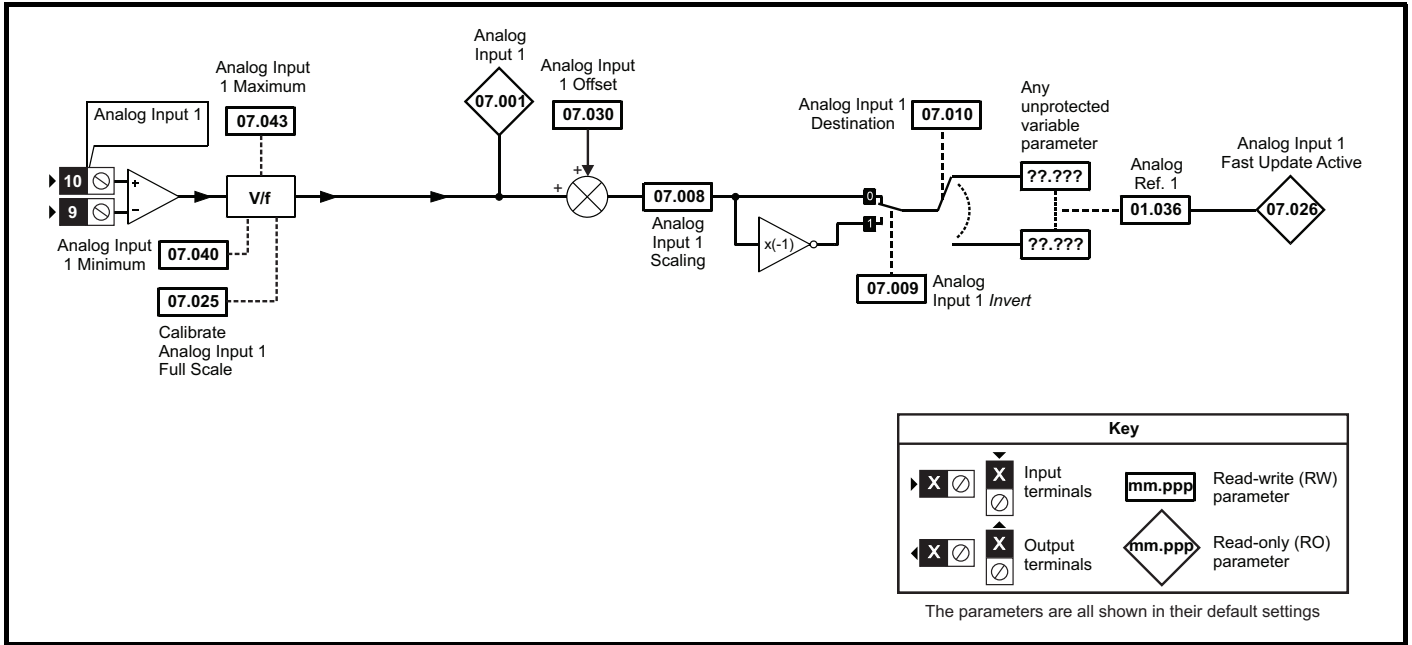 Analog
Input 1
07.001
Analog Input
1 Maximum
07.043
Analog Input
1 Offset
07.030
Analog Input 1
10
9
+
−
V/f
Analog Input
1 Minimum
07.040
07.025
Calibrate
Analog Input 1
Full Scale
+
+
07.008
Analog
Input 1
Scaling
x(-1)
0
1
Analog Input 1
Destination
07.010
07.009
Analog
Input 1 Invert
Any
unprotected
variable
parameter
??.???
??.???
Analog
Ref. 1
01.036
Analog Input 1
Fast Update Active
07.026
Key
X
X
Input
terminals
mm.ppp
Read-write (RW)
parameter
X
X
Output
terminals
mm.ppp
Read-only (RO)
parameter
The parameters are all shown in their default settings